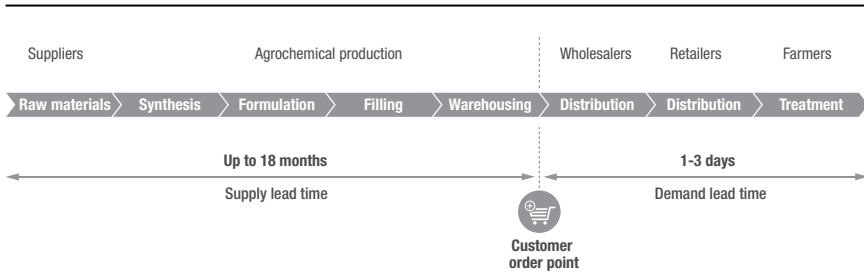 Suppliers Agrochemical production Wholesalers Retailers Farmers
Raw materials Synthesis Formulation Filling Warehousing Distribution Distribution Treatment
Up to 18 months 1-3 days
Supply lead time Demand lead time
Customer
order point